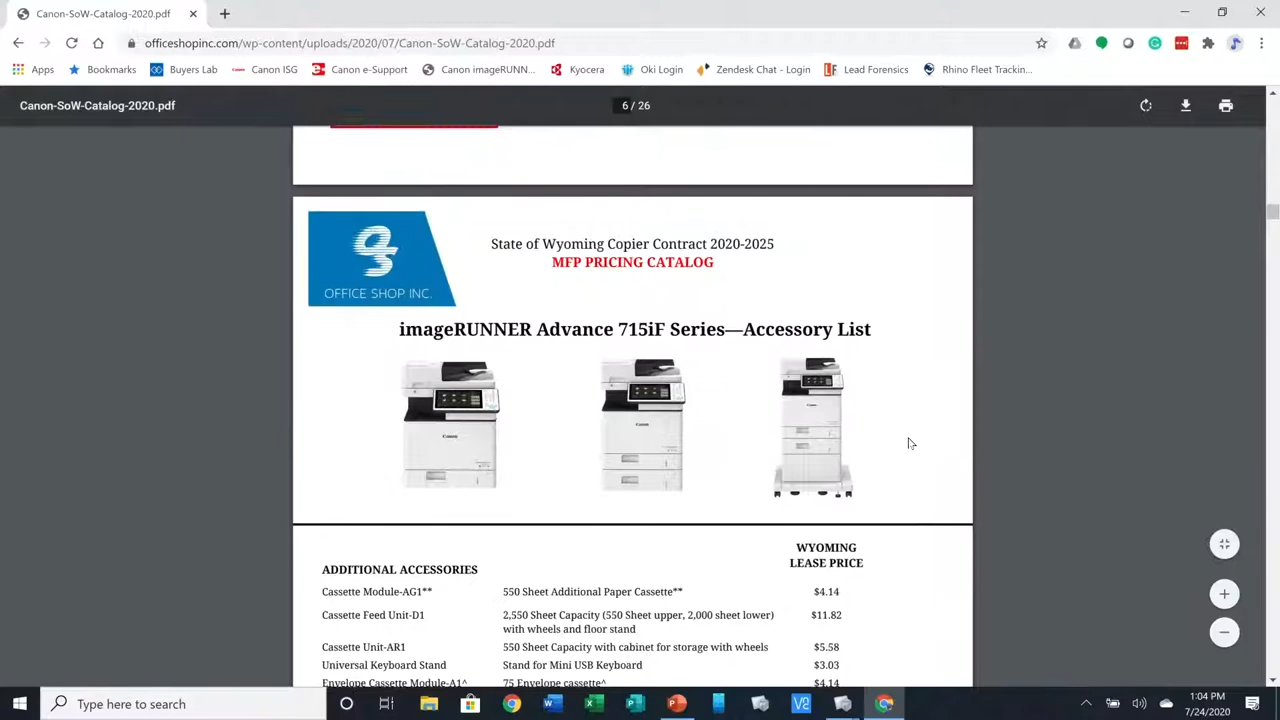 Canon-SoW-Catalog-2020.pdf
officeshopinc.com/wp-content/uploads/2020/07/Canon-SoW-Catalog-2020.pdf
Apps Bookmarks Buyers Lab Canon ISG Canon e-Support Canon imageRUNN... Kyocera Oki Login Zendesk Chat - Login Lead Forensics Rhino Fleet Trackin...
Canon-SoW-Catalog-2020.pdf 6 / 26
State of Wyoming Copier Contract 2020-2025
MFP PRICING CATALOG
OFFICE SHOP INC.
imageRUNNER Advance 715iF Series—Accessory List
WYOMING
ADDITIONAL ACCESSORIES LEASE PRICE
Cassette Module-AG1** 550 Sheet Additional Paper Cassette** $4.14
Cassette Feed Unit-D1 2,550 Sheet Capacity (550 Sheet upper, 2,000 sheet lower) $11.82
with wheels and floor stand
Cassette Unit-AR1 550 Sheet Capacity with cabinet for storage with wheels $5.58
Universal Keyboard Stand Stand for Mini USB Keyboard $3.03
Envelope Cassette Module-A1^ 75 Envelope cassette^ $4.14
Type here to search
1:04 PM
7/24/2020